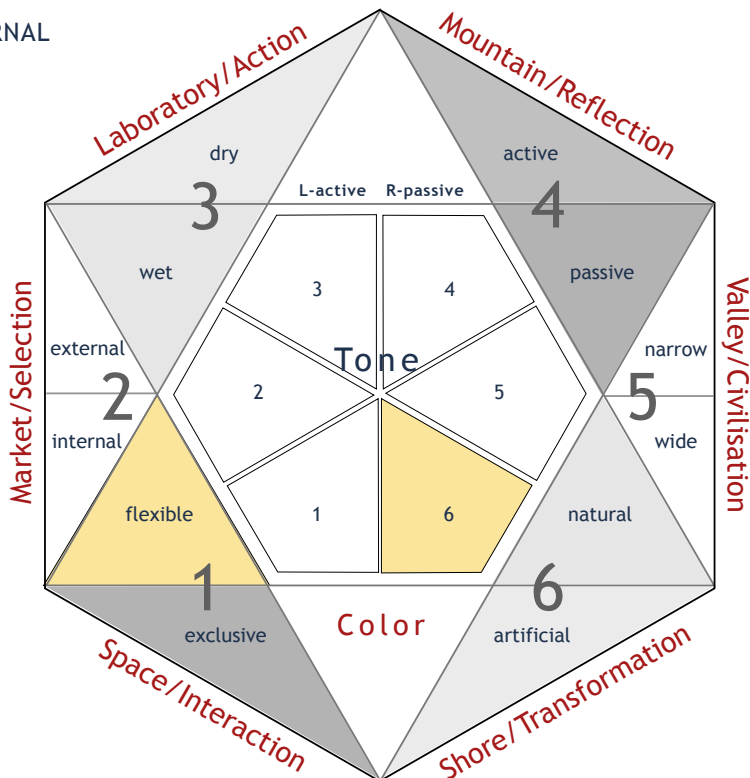 RNAL
Laboratory/Action
Mountain/Reflection
dry
active
3
L-active R-passive
4
wet
passive
3
4
external
Tone
narrow
Market/Selection
2
2
5
5
Valley/Civilisation
internal
wide
flexible
1
6
natural
1
6
exclusive
Color
artificial
Space/Interaction
Shore/Transformation